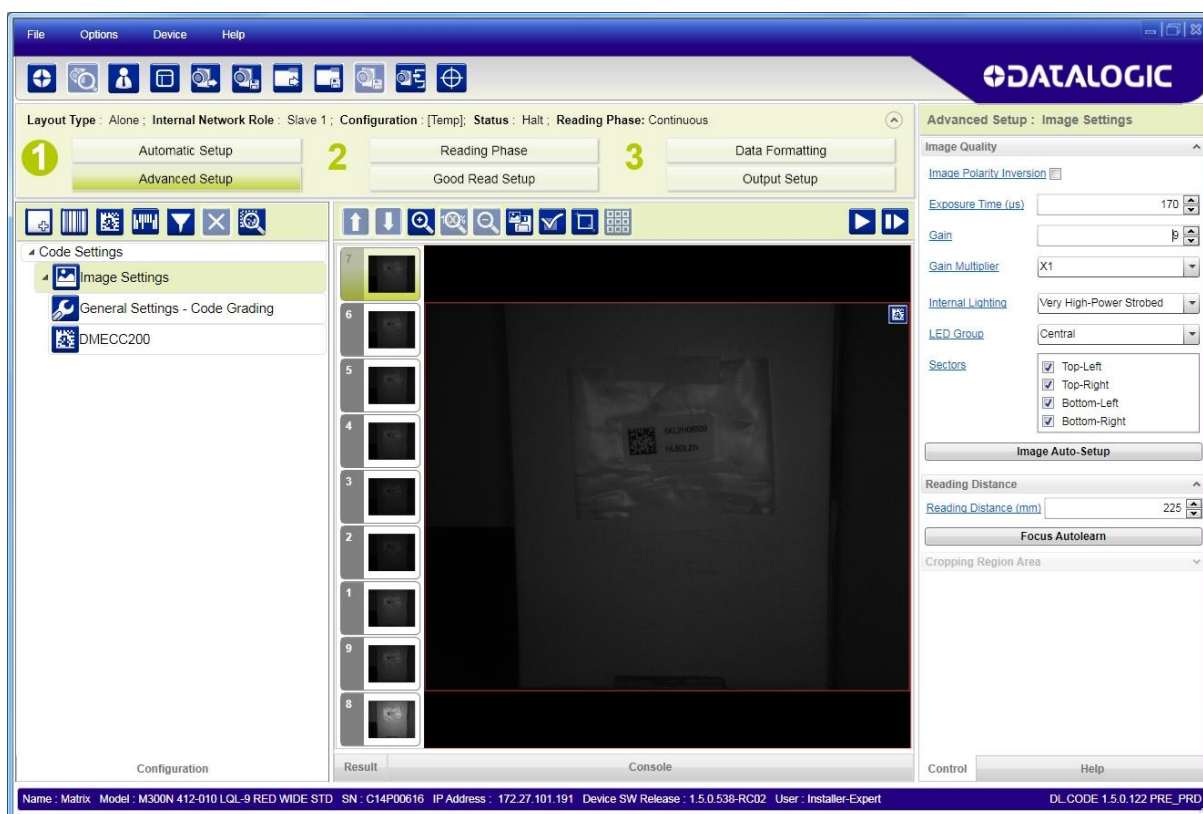 File Options Device Help
DATALOGIC
Layout Type : Alone ; Internal Network Role : Slave 1 ; Configuration : [Temp]; Status : Halt ; Reading Phase: Continuous
1 Automatic Setup
Advanced Setup
2 Reading Phase
Good Read Setup
3 Data Formatting
Output Setup
Code Settings
Image Settings
General Settings - Code Grading
DMECC200
Configuration
100%
7
6
5
4
3
2
1
9
8
Result Console
Advanced Setup : Image Settings
Image Quality
Image Polarity Inversion
Exposure Time (µs) 170
Gain 9
Gain Multiplier X1
Internal Lighting Very High-Power Strobed
LED Group Central
Sectors Top-Left
Top-Right
Bottom-Left
Bottom-Right
Image Auto-Setup
Reading Distance
Reading Distance (mm) 225
Focus Autolearn
Cropping Region Area
Control Help
Name : Matrix Model : M300N 412-010 LQL-9 RED WIDE STD SN : C14P00616 IP Address : 172.27.101.191 Device SW Release : 1.5.0.538-RC02 User : Installer-Expert DL.CODE 1.5.0.122 PRE_PRD